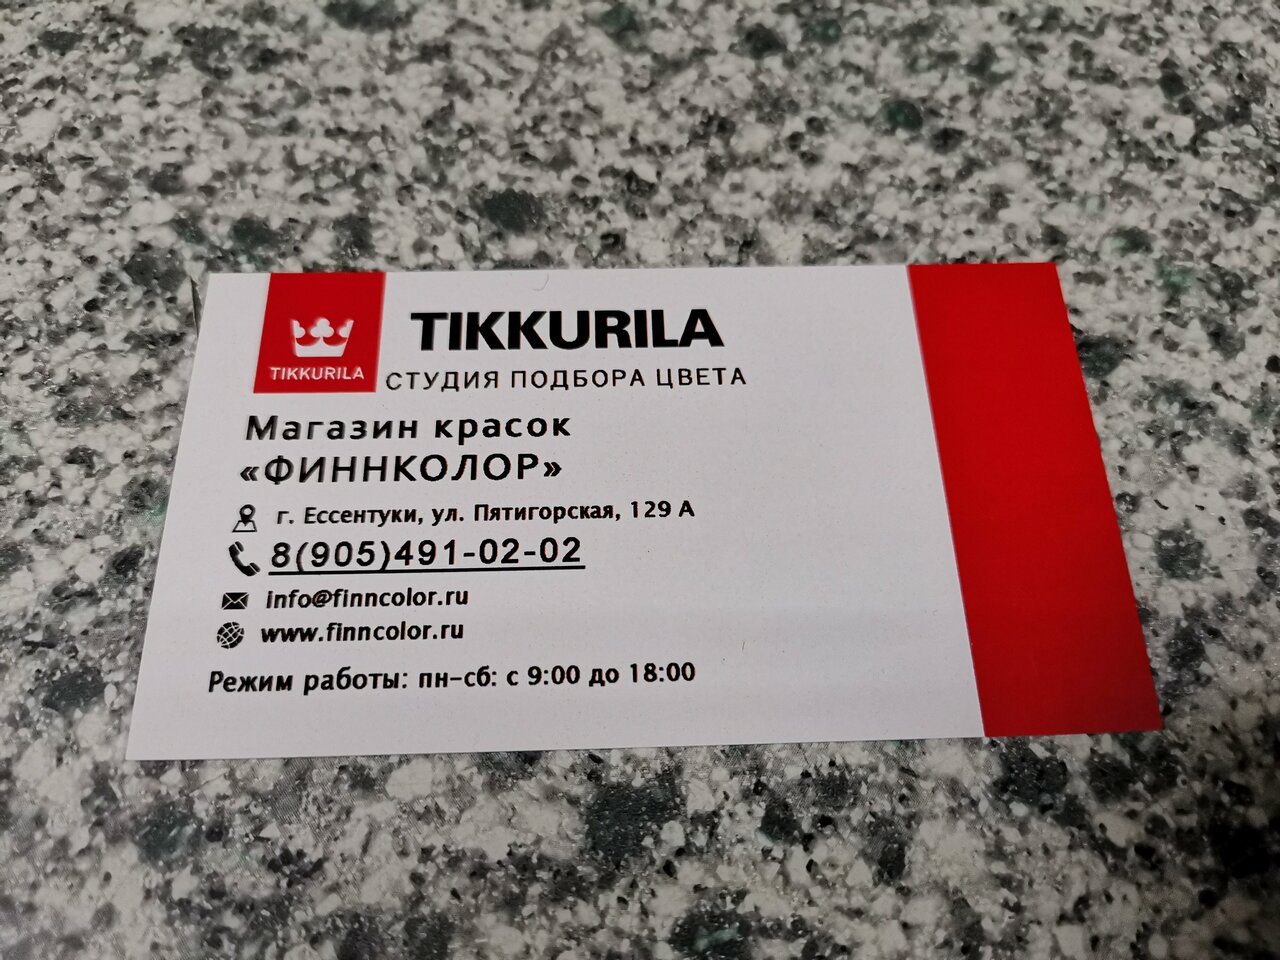 TIKKURILA
TIKKURILA
СТУДИЯ ПОДБОРА ЦВЕТА
Магазин красок
«ФИННКОЛОР»
г. Ессентуки, ул. Пятигорская, 129 А
8(905)491-02-02
info@finncolor.ru
www.finncolor.ru
Режим работы: пн-сб: с 9:00 до 18:00